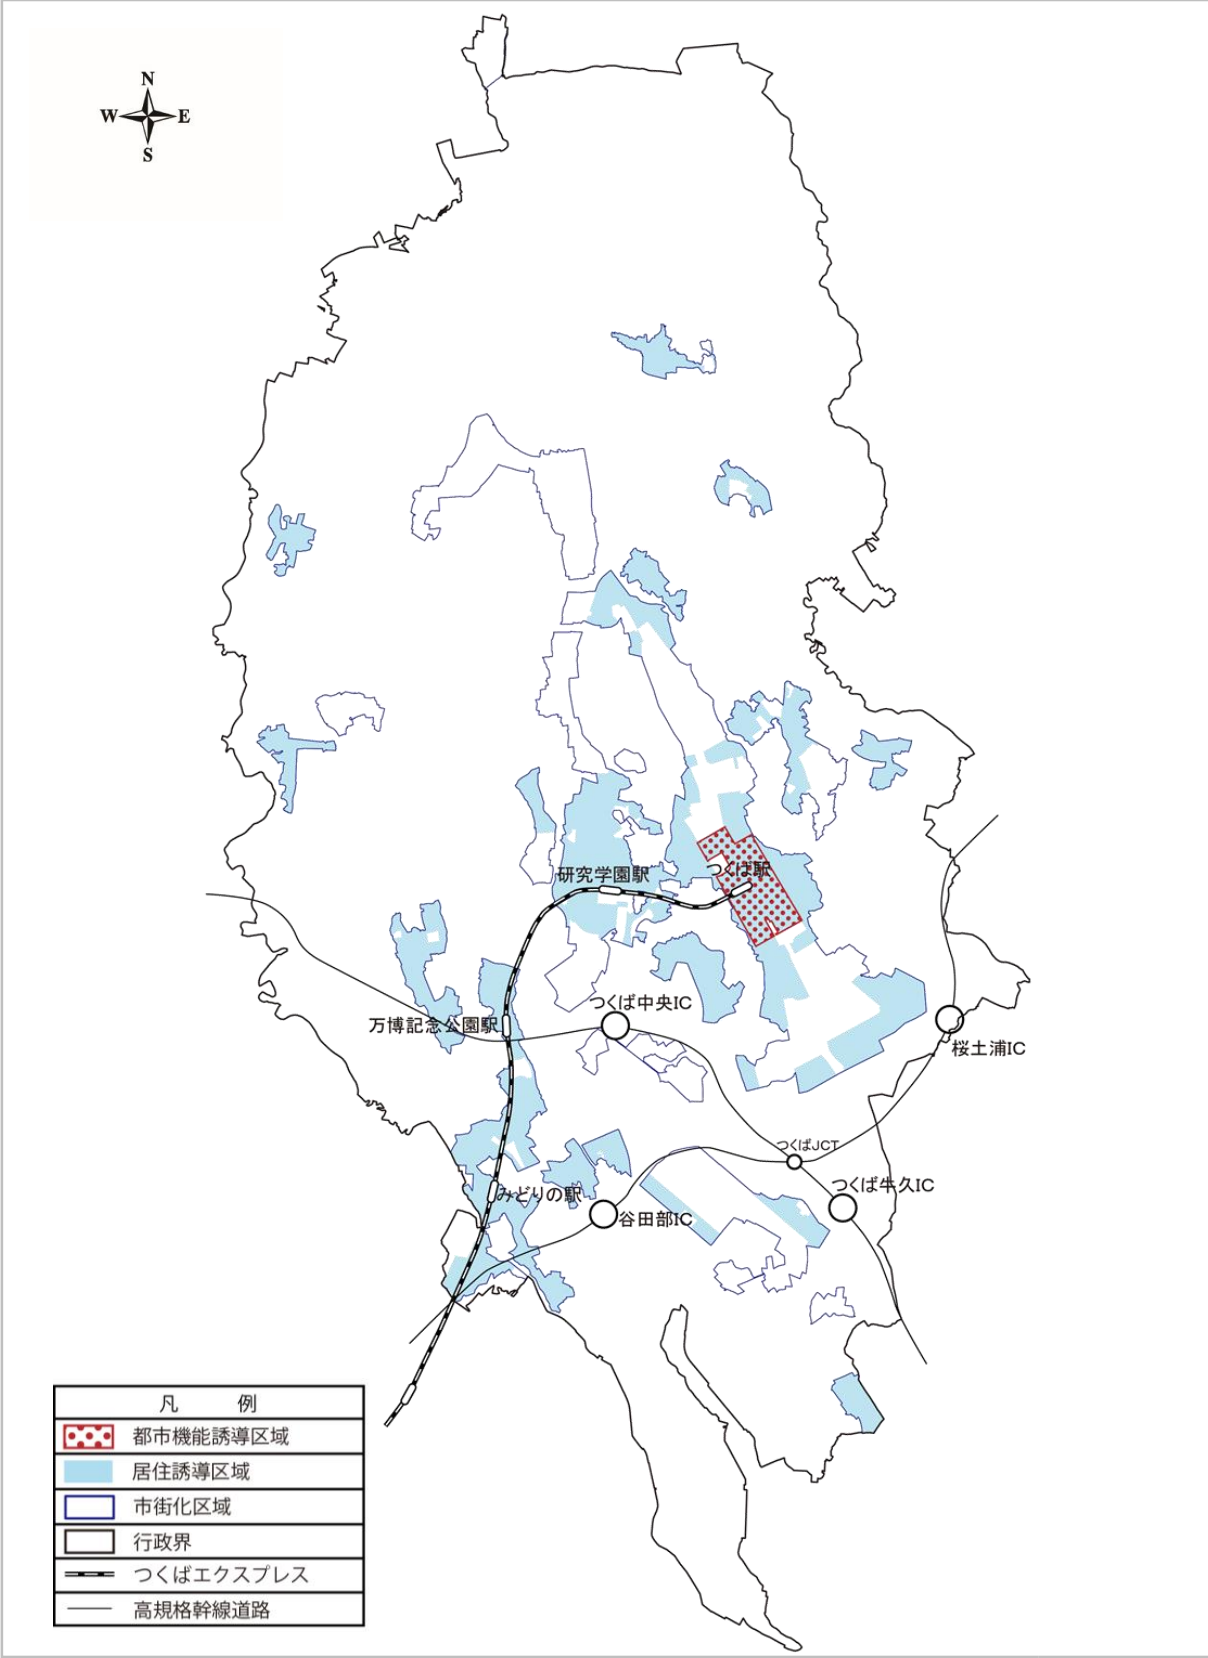 N
W E
S
研究学園駅
つくば駅
つくば中央IC
万博記念公園駅
桜土浦IC
つくばJCT
つくば牛久IC
みどりの駅
谷田部IC
凡 例
都市機能誘導区域
居住誘導区域
市街化区域
行政界
つくばエクスプレス
高規格幹線道路